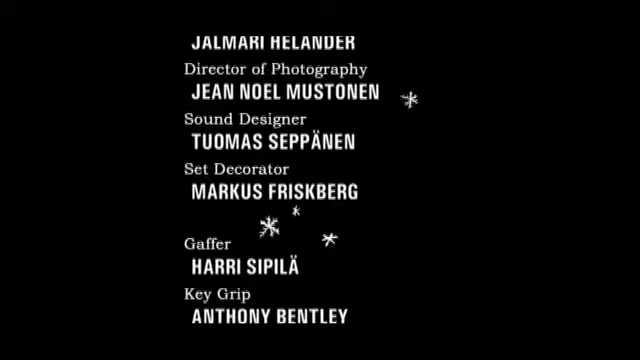 JALMARI HELANDER
Director of Photography
JEAN NOEL MUSTONEN
Sound Designer
TUOMAS SEPPÄNEN
Set Decorator
MARKUS FRISKBERG
Gaffer
HARRI SIPILÄ
Key Grip
ANTHONY BENTLEY